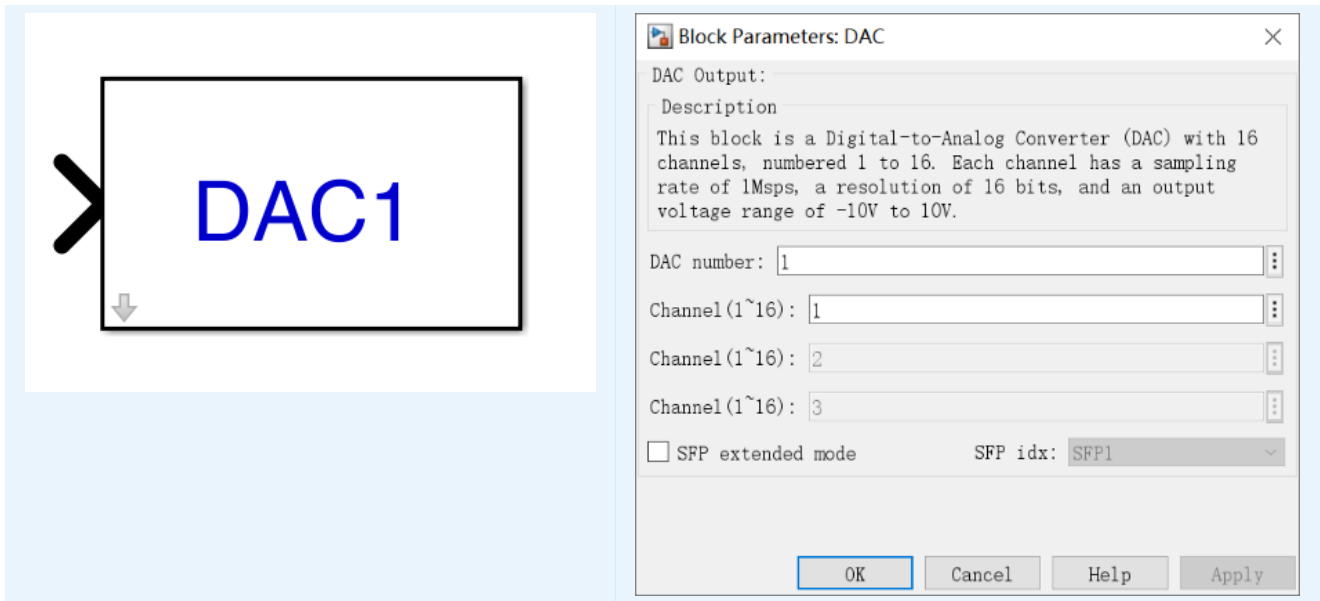 DAC1
Block Parameters: DAC
DAC Output:
Description
This block is a Digital-to-Analog Converter (DAC) with 16
channels, numbered 1 to 16. Each channel has a sampling
rate of 1Msps, a resolution of 16 bits, and an output
voltage range of -10V to 10V.
DAC number: 1
Channel(1~16): 1
Channel(1~16): 2
Channel(1~16): 3
SFP extended mode SFP idx: SFP1
OK Cancel Help Apply